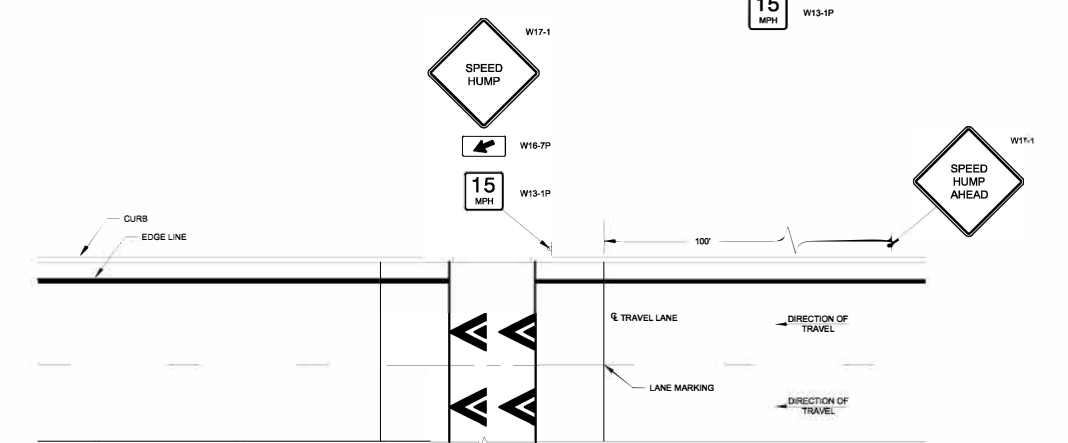 15
MPH
W13-1P
W17-1
SPEED
HUMP
W16-7P
15
MPH
W13-1P
SPEED
HUMP
AHEAD
CURB
EDGE LINE
100'
℄ TRAVEL LANE
DIRECTION OF
TRAVEL
LANE MARKING
DIRECTION OF
TRAVEL